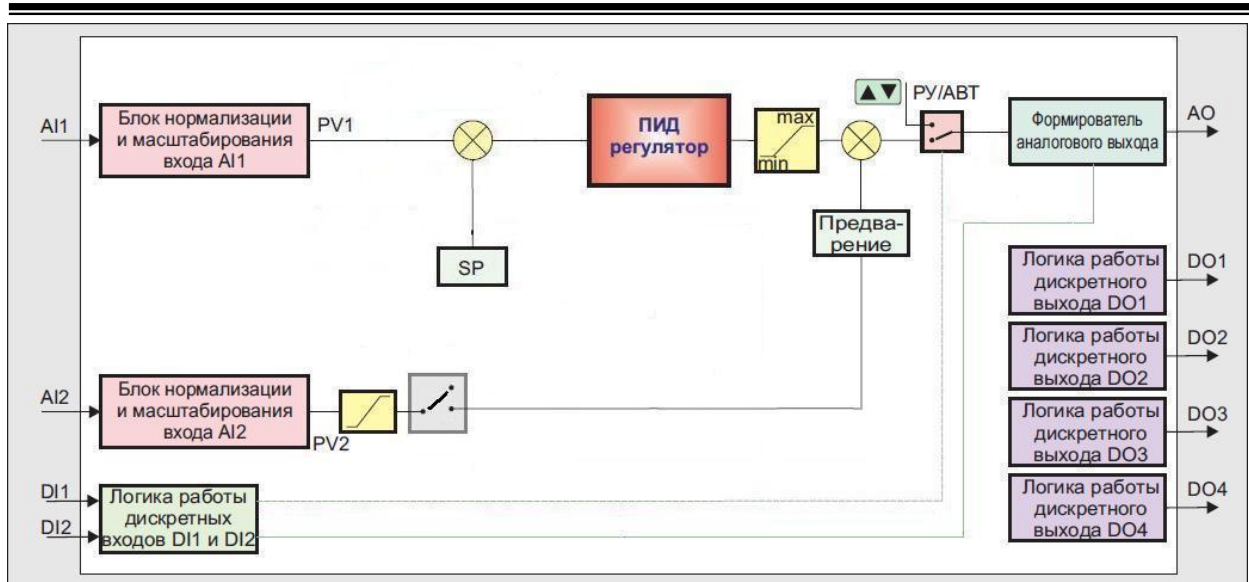 AI1
Блок нормализации
и масштабирования
входа AI1
PV1
SP
ПИД
регулятор
max
min
Предва-
рение
РУ/АВТ
Формирователь
аналогового выхода
AO
AI2
Блок нормализации
и масштабирования
входа AI2
PV2
DI1
DI2
Логика работы
дискретных
входов DI1 и DI2
Логика работы
дискретного
выхода DO1
DO1
Логика работы
дискретного
выхода DO2
DO2
Логика работы
дискретного
выхода DO3
DO3
Логика работы
дискретного
выхода DO4
DO4